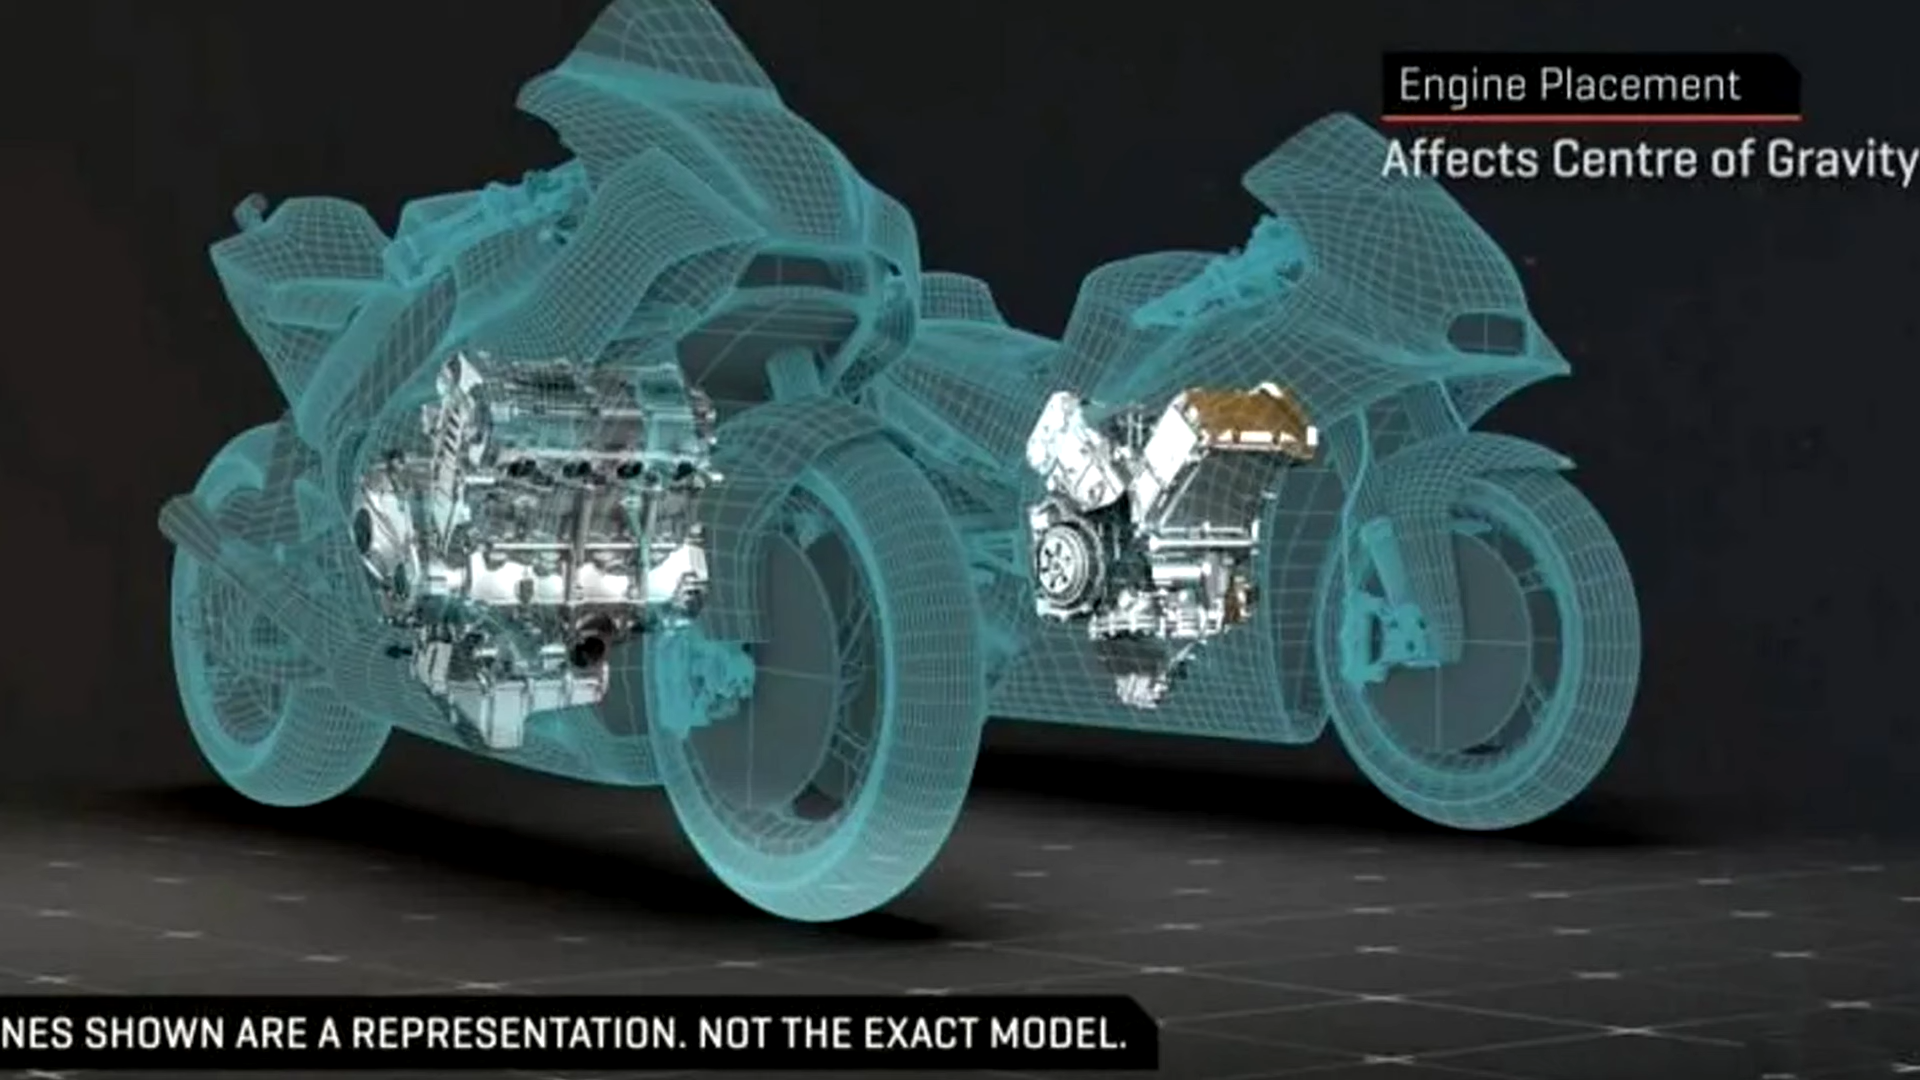 Engine Placement
Affects Centre of Gravity
NES SHOWN ARE A REPRESENTATION. NOT THE EXACT MODEL.